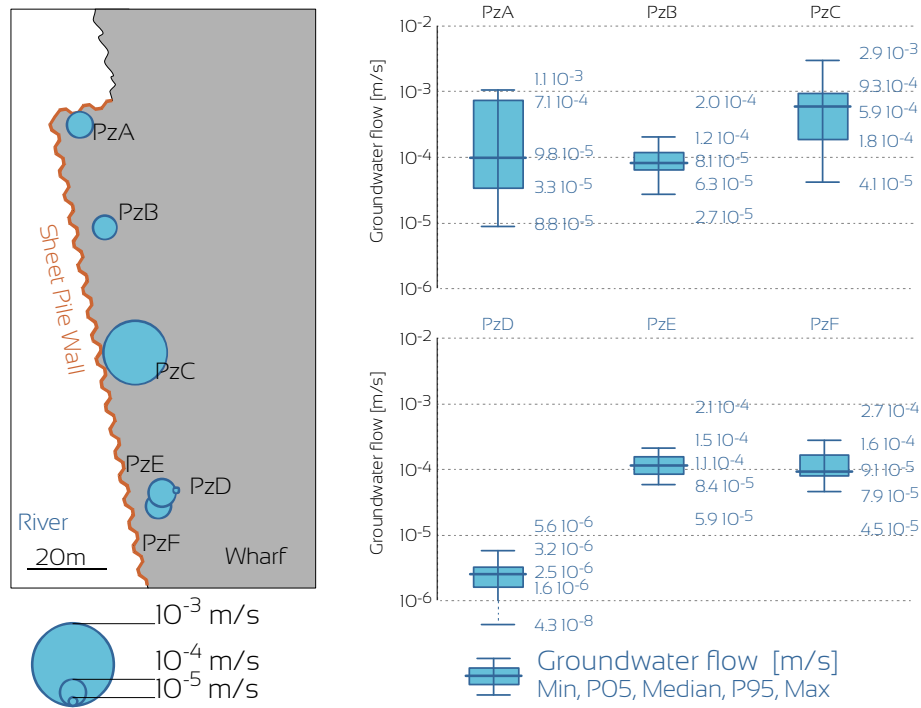 PzA
PzB
Sheet Pile Wall
PzC
PzE
PzD
PzF
River
20m
Wharf
10-3 m/s
10-4 m/s
10-5 m/s
PzA
PzB
PzC
Groundwater flow [m/s]
10-2
10-3
10-4
10-5
10-6
1.1 10-3
7.1 10-4
9.8 10-5
3.3 10-5
8.8 10-5
2.0 10-4
1.2 10-4
8.1 10-5
6.3 10-5
2.7 10-5
2.9 10-3
9.3 10-4
5.9 10-4
1.8 10-4
4.1 10-5
PzD
PzE
PzF
Groundwater flow [m/s]
10-2
10-3
10-4
10-5
10-6
5.6 10-6
3.2 10-6
2.5 10-6
1.6 10-6
4.3 10-8
2.1 10-4
1.5 10-4
1.1 10-4
8.4 10-5
5.9 10-5
2.7 10-4
1.6 10-4
9.1 10-5
7.9 10-5
4.5 10-5
Groundwater flow [m/s]
Min, P05, Median, P95, Max